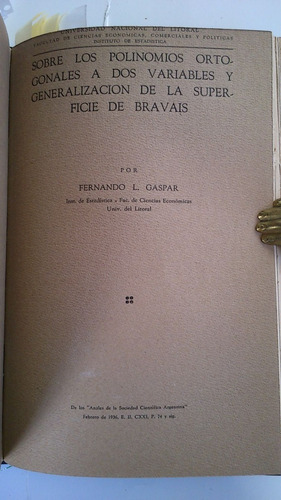 UNIVERSIDAD NACIONAL DEL LITORAL
FACULTAD DE CIENCIAS ECONOMICAS, COMERCIALES Y POLITICAS
INSTITUTO DE ESTADISTICA
SOBRE LOS POLINOMIOS ORTO-
GONALES A DOS VARIABLES Y
GENERALIZACION DE LA SUPER-
FICIE DE BRAVAIS
POR
FERNANDO L. GASPAR
Inst. de Estadística - Fac. de Ciencias Económicas
Univ. del Litoral
De los "Anales de la Sociedad Científica Argentina"
Febrero de 1936, E. II, CXXI, P. 74 y sig.